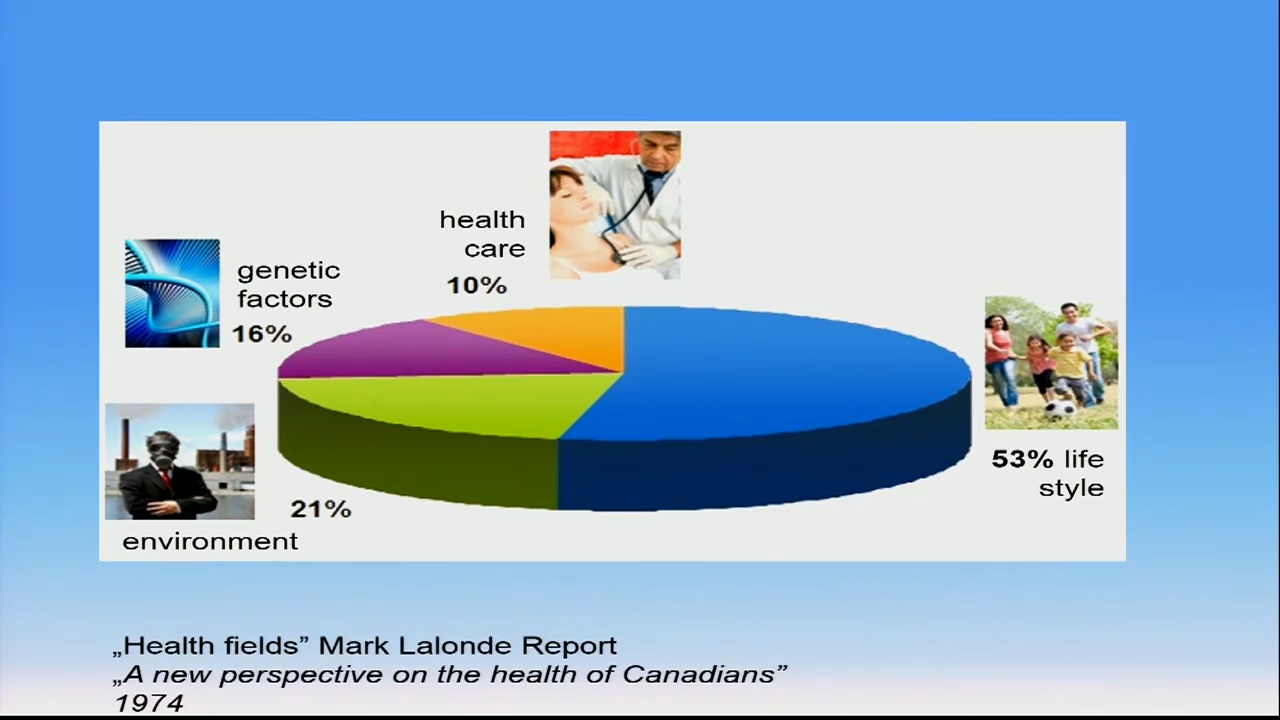 health
care
10%
genetic
factors
16%
53% life
style
21%
environment
„Health fields” Mark Lalonde Report
„A new perspective on the health of Canadians”
1974